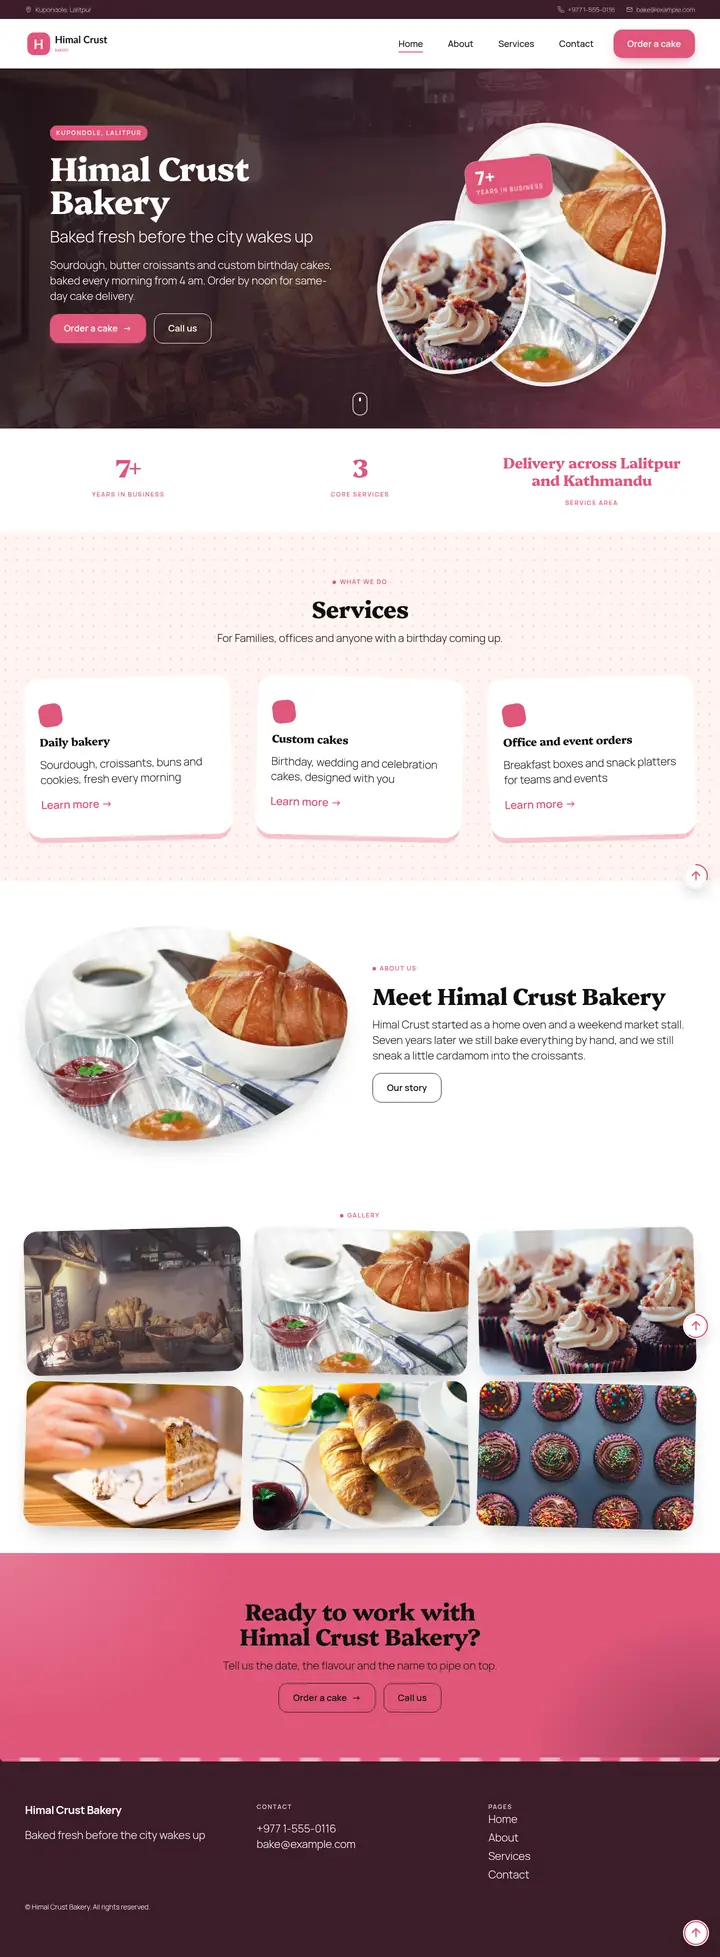 Kupondole, Lalitpur
+977 1-555-0116
bake@example.com
H
Himal Crust
BAKERY
Home
About
Services
Contact
Order a cake
KUPONDOLE, LALITPUR
Himal Crust
Bakery
Baked fresh before the city wakes up
Sourdough, butter croissants and custom birthday cakes,
baked every morning from 4 am. Order by noon for same-
day cake delivery.
Order a cake →
Call us
7+
YEARS IN BUSINESS
7+
YEARS IN BUSINESS
3
CORE SERVICES
Delivery across Lalitpur
and Kathmandu
SERVICE AREA
WHAT WE DO
Services
For Families, offices and anyone with a birthday coming up.
Daily bakery
Sourdough, croissants, buns and
cookies, fresh every morning
Learn more →
Custom cakes
Birthday, wedding and celebration
cakes, designed with you
Learn more →
Office and event orders
Breakfast boxes and snack platters
for teams and events
Learn more →
ABOUT US
Meet Himal Crust Bakery
Himal Crust started as a home oven and a weekend market stall.
Seven years later we still bake everything by hand, and we still
sneak a little cardamom into the croissants.
Our story
GALLERY
Ready to work with
Himal Crust Bakery?
Tell us the date, the flavour and the name to pipe on top.
Order a cake →
Call us
Himal Crust Bakery
Baked fresh before the city wakes up
CONTACT
+977 1-555-0116
bake@example.com
PAGES
Home
About
Services
Contact
© Himal Crust Bakery. All rights reserved.